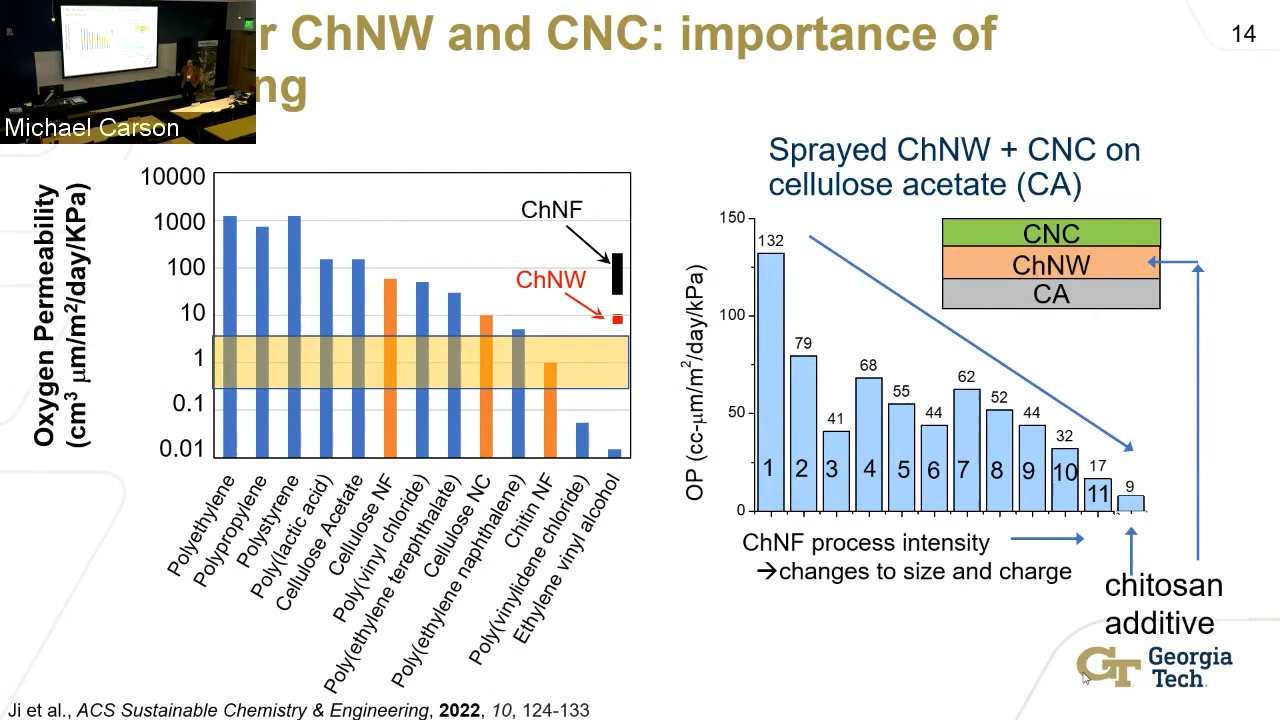 r ChNW and CNC: importance of
ng
14
Michael Carson
Oxygen Permeability
(cm³ μm/m²/day/KPa)
10000
1000
100
10
1
0.1
0.01
ChNF
ChNW
Polyethylene
Polypropylene
Polystyrene
Poly(lactic acid)
Cellulose Acetate
Cellulose NF
Poly(vinyl chloride)
Poly(ethylene terephthalate)
Cellulose NC
Poly(ethylene naphthalene)
Chitin NF
Poly(vinylidene chloride)
Ethylene vinyl alcohol
Sprayed ChNW + CNC on
cellulose acetate (CA)
OP (cc-μm/m²/day/kPa)
150
100
50
0
132
79
41
68
55
44
62
52
44
32
17
9
1
2
3
4
5
6
7
8
9
10
11
CNC
ChNW
CA
ChNF process intensity
→changes to size and charge
chitosan
additive
GT Georgia
Tech
Ji et al., ACS Sustainable Chemistry & Engineering, 2022, 10, 124-133